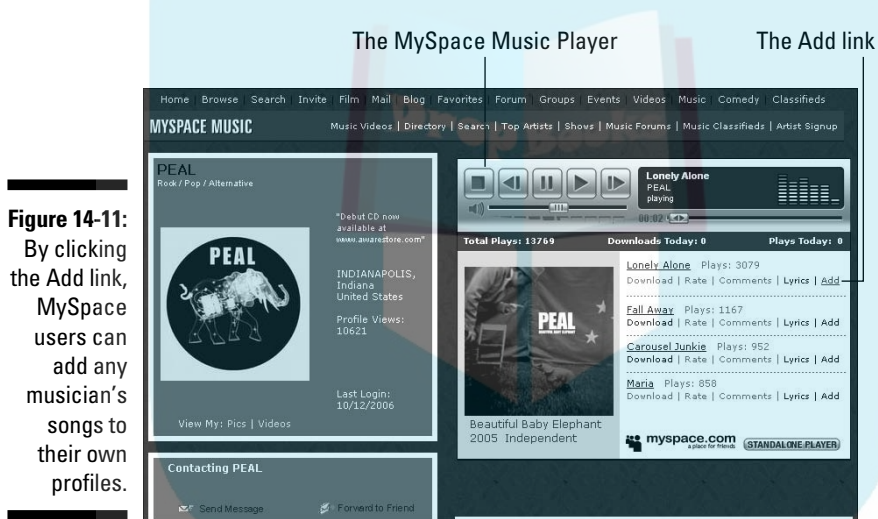 The MySpace Music Player
The Add link
Home | Browse | Search | Invite | Film | Mail | Blog | Favorites | Forum | Groups | Events | Videos | Music | Comedy | Classifieds
MYSPACE MUSIC
Music Videos | Directory | Search | Top Artists | Shows | Music Forums | Music Classifieds | Artist Signup
Figure 14-11:
By clicking
the Add link,
MySpace
users can
add any
musician's
songs to
their own
profiles.
PEAL
Rock / Pop / Alternative
PEAL
"Debut CD now
available at
www.awarestore.com"
INDIANAPOLIS,
Indiana
United States
Profile Views:
10621
Last Login:
10/12/2006
View My: Pics | Videos
Contacting PEAL
Send Message
Forward to Friend
Lonely Alone
PEAL
playing
00:02
Total Plays: 13769
Downloads Today: 0
Plays Today: 0
PEAL
Beautiful Baby Elephant
2005 Independent
Lonely Alone Plays: 3079
Download | Rate | Comments | Lyrics | Add
Fall Away Plays: 1167
Download | Rate | Comments | Lyrics | Add
Carousel Junkie Plays: 952
Download | Rate | Comments | Lyrics | Add
Maria Plays: 858
Download | Rate | Comments | Lyrics | Add
myspace.com
a place for friends
STANDALONE PLAYER